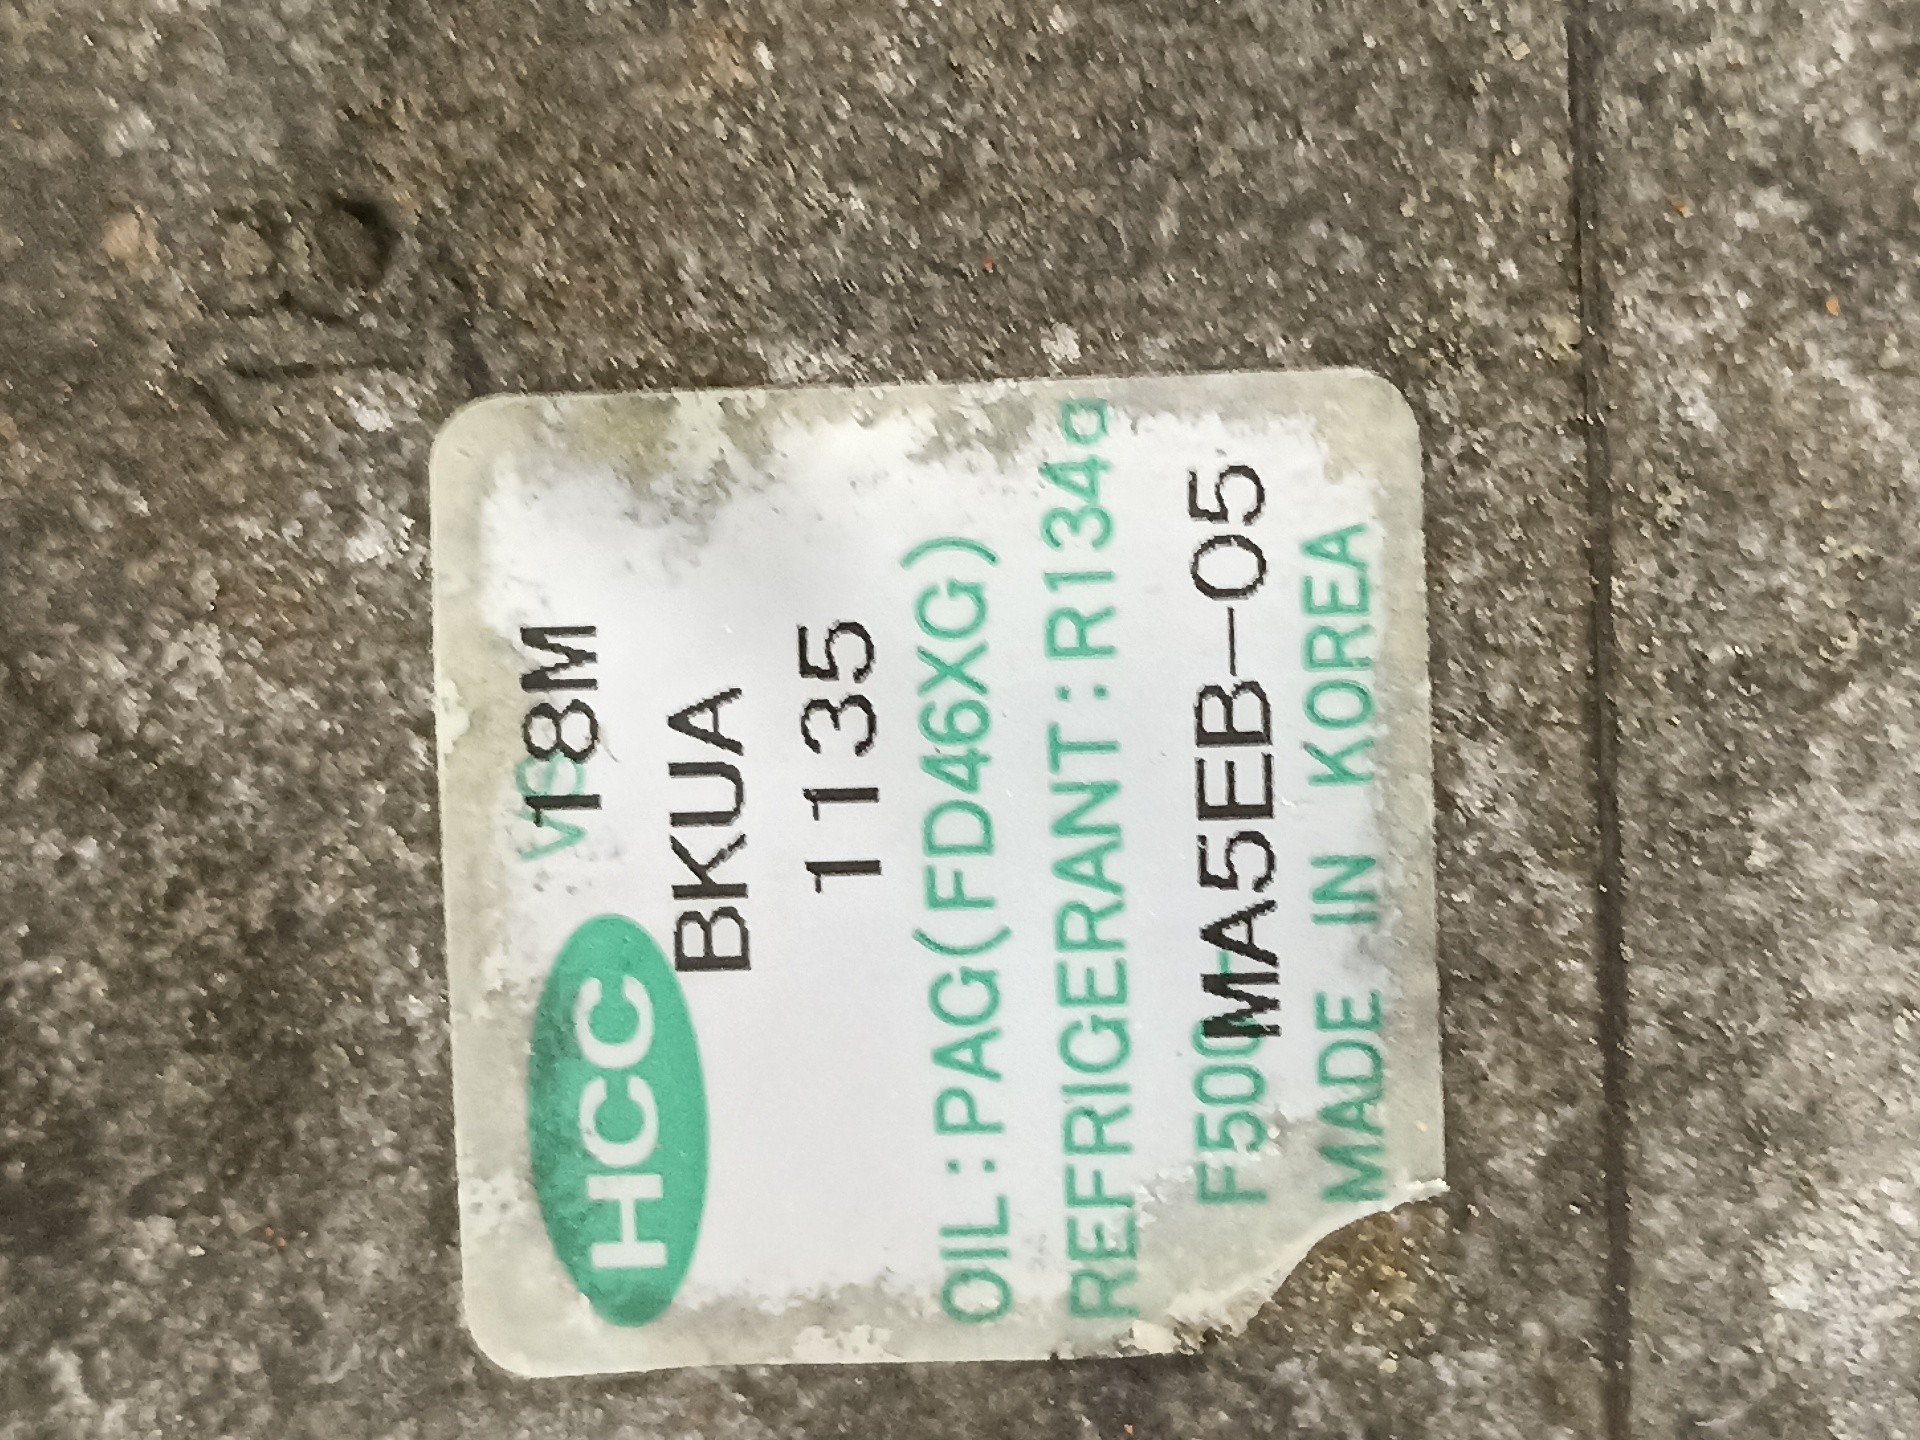 HCC VS18M
BKUA
1135
OIL:PAG(FD46XG)
REFRIGERANT:R134a
F500 MA5EB-05
MADE IN KOREA